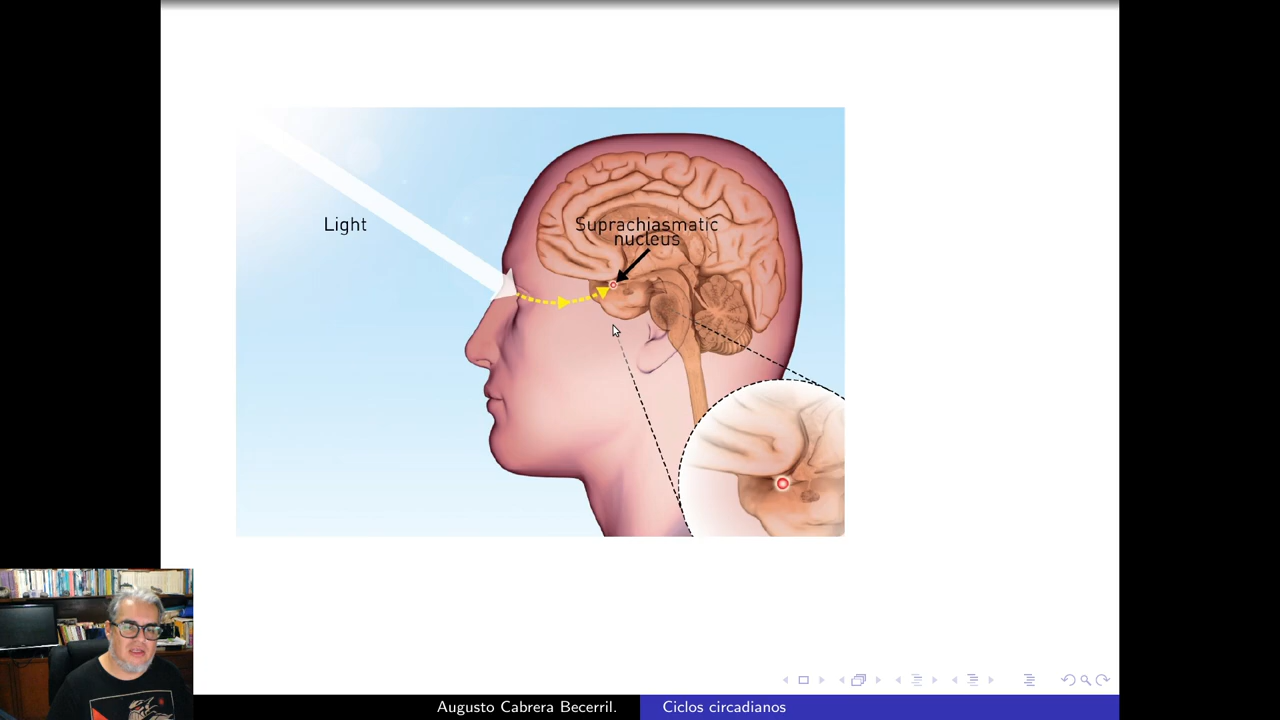 Light
Suprachiasmatic
nucleus
Augusto Cabrera Becerril.
Ciclos circadianos